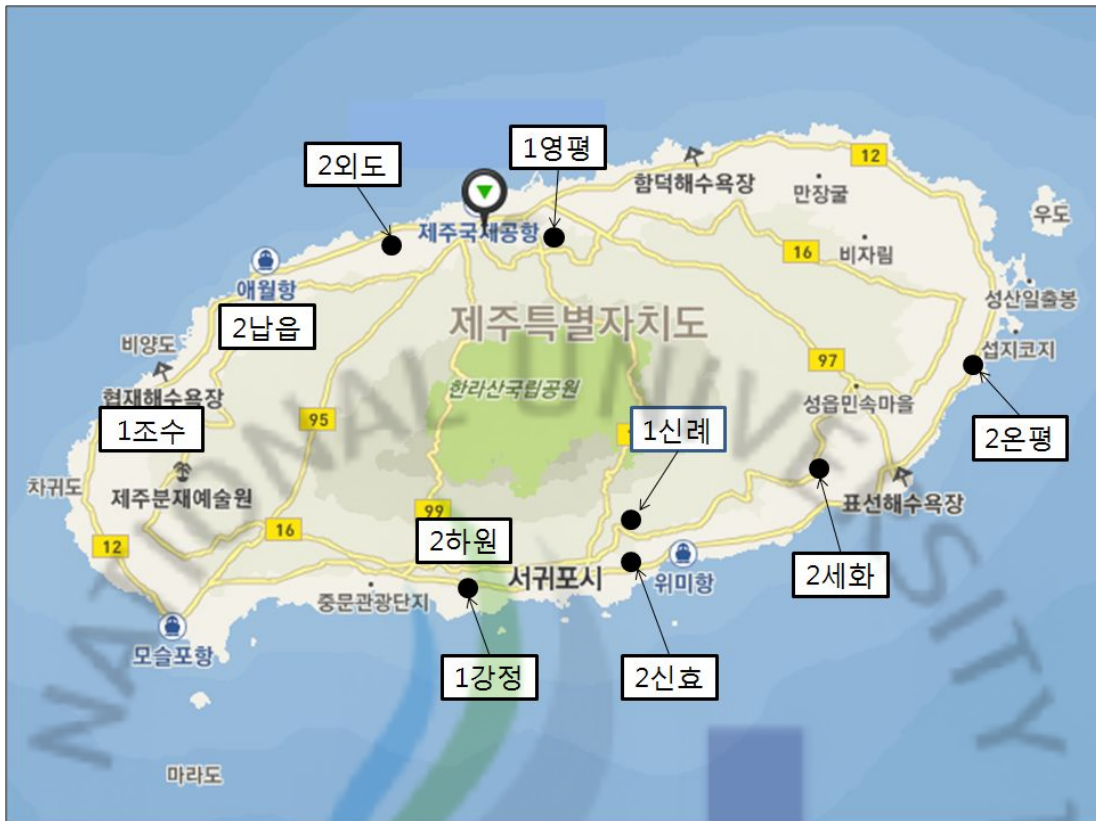 1영평
2외도
12
함덕해수욕장
만장굴
우도
제주국제공항
비자림
16
애월항
성산일출봉
2납읍
제주특별자치도
비양도
섭지코지
97
한라산국립공원
협재해수욕장
성읍민속마을
95
1조수
1신례
2온평
차귀도
제주분재예술원
표선해수욕장
99
16
2하원
12
서귀포시
위미항
2세화
중문관광단지
모슬포항
1강정
2신효
마라도
NATIONAL UNIVERSITY